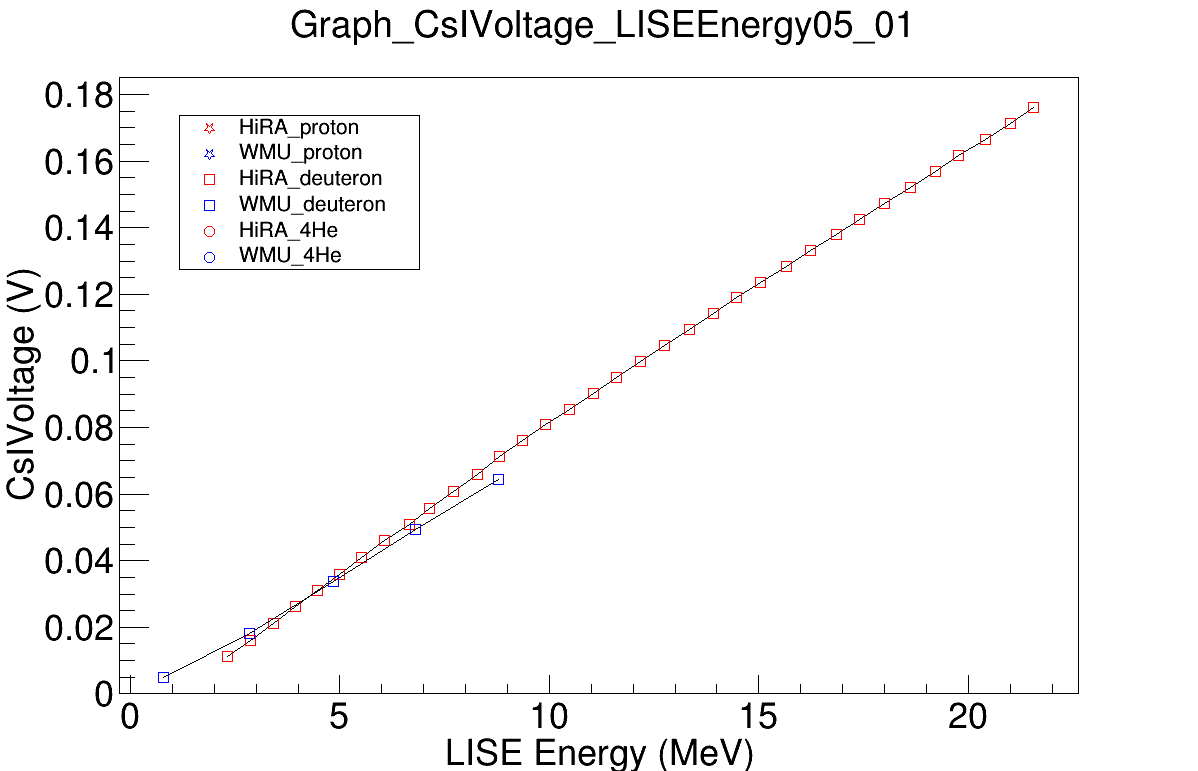 Graph_CsIVoltage_LISEEnergy05_01
0.18
0.16
0.14
0.12
0.1
0.08
0.06
0.04
0.02
0
CsIVoltage (V)
HiRA_proton
WMU_proton
HiRA_deuteron
WMU_deuteron
HiRA_4He
WMU_4He
0 5 10 15 20
LISE Energy (MeV)